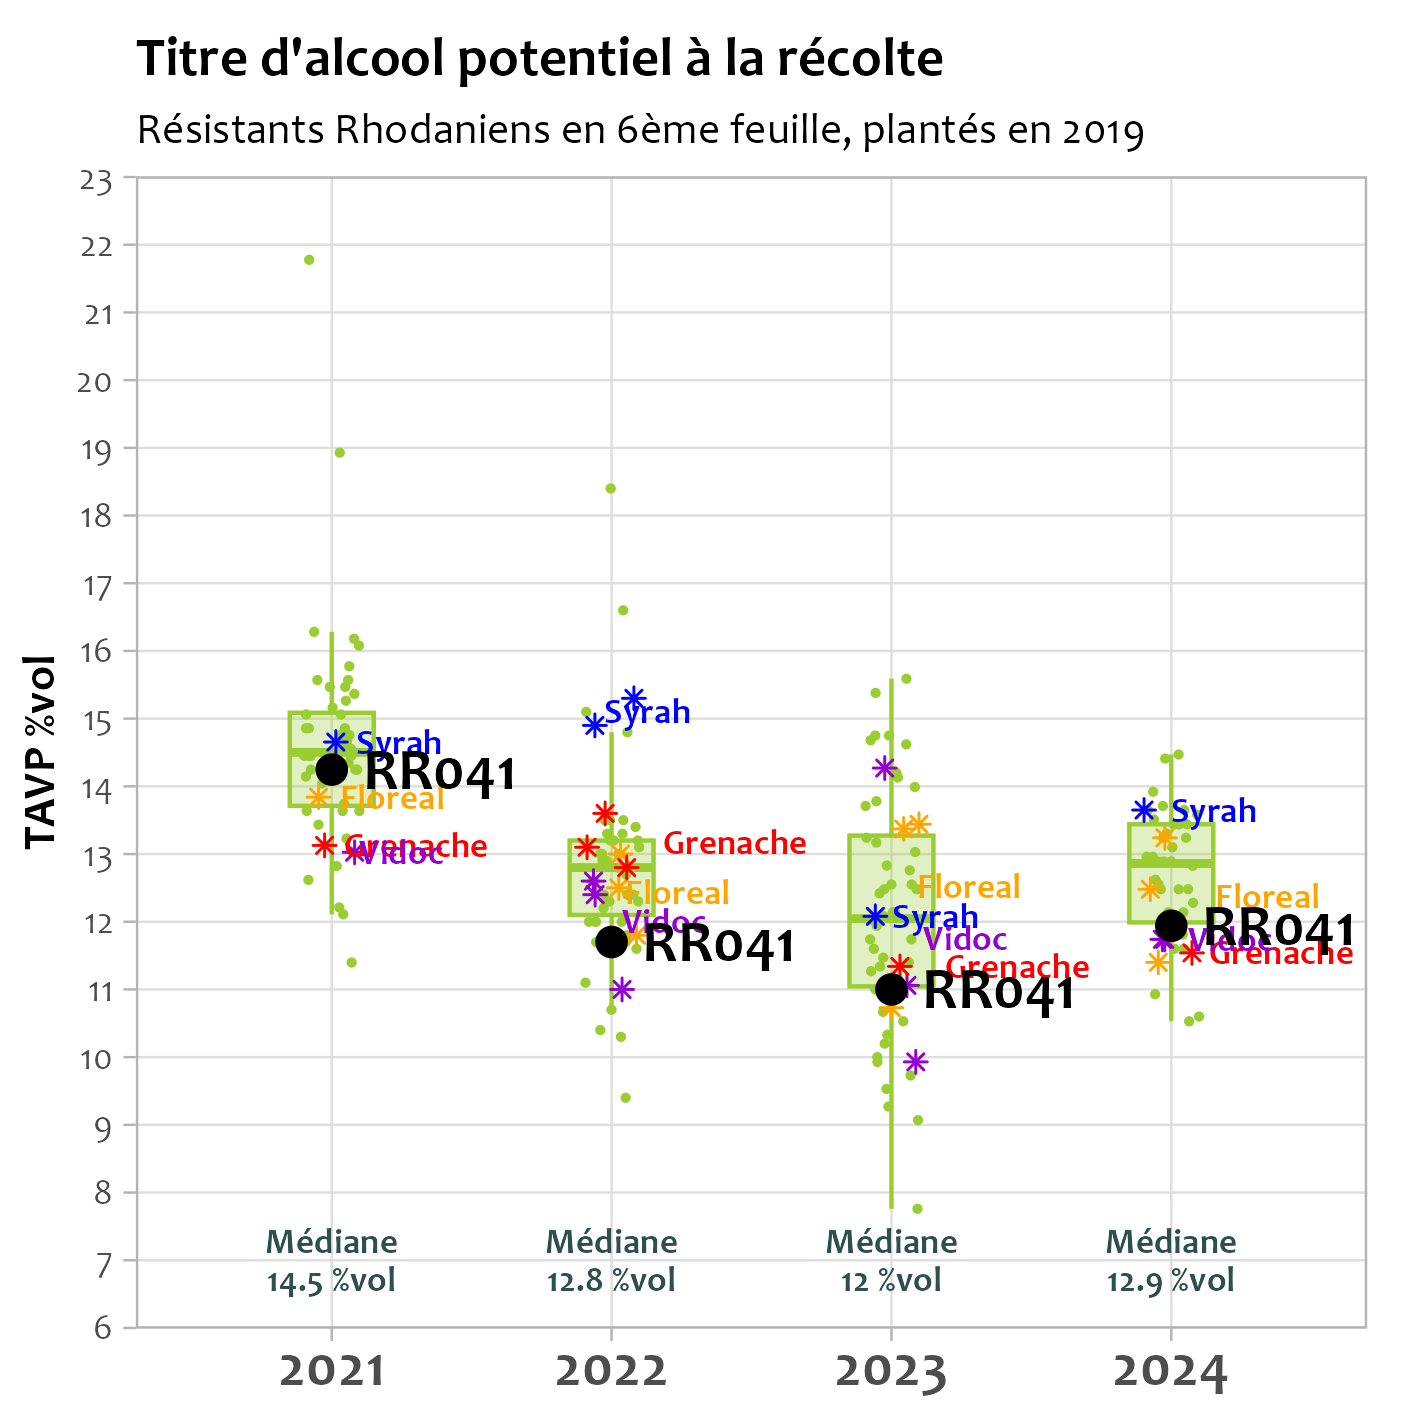 Titre d'alcool potentiel à la récolte
Résistants Rhodaniens en 6ème feuille, plantés en 2019
TAVP %vol
23
22
21
20
19
18
17
16
15
14
13
12
11
10
9
8
7
6
Syrah
RR041
Floreal
Grenache
Vidoc
Syrah
Grenache
Floreal
Vidoc
RR041
Floreal
Syrah
Vidoc
Grenache
RR041
Syrah
Floreal
RR041
Vidoc
Grenache
Médiane
14.5 %vol
Médiane
12.8 %vol
Médiane
12 %vol
Médiane
12.9 %vol
2021
2022
2023
2024